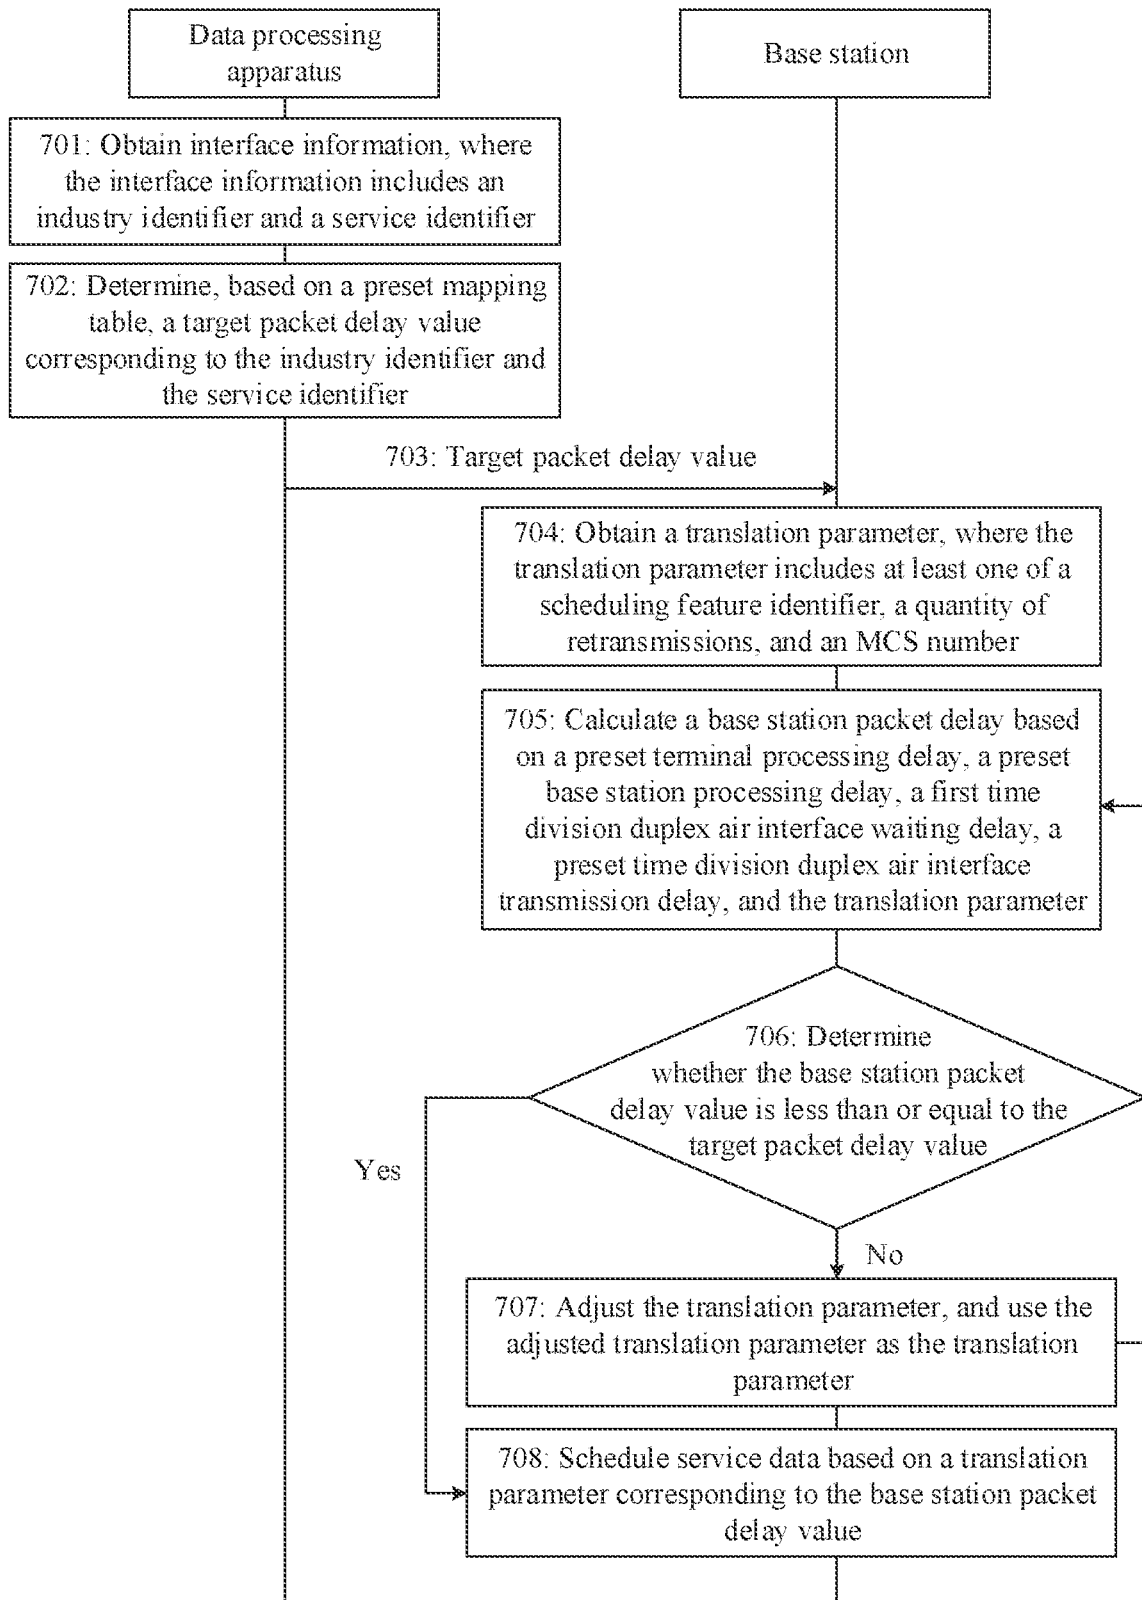 Data processing
apparatus
Base station
701: Obtain interface information, where
the interface information includes an
industry identifier and a service identifier
702: Determine, based on a preset mapping
table, a target packet delay value
corresponding to the industry identifier and
the service identifier
703: Target packet delay value
704: Obtain a translation parameter, where the
translation parameter includes at least one of a
scheduling feature identifier, a quantity of
retransmissions, and an MCS number
705: Calculate a base station packet delay based
on a preset terminal processing delay, a preset
base station processing delay, a first time
division duplex air interface waiting delay, a
preset time division duplex air interface
transmission delay, and the translation parameter
706: Determine
whether the base station packet
delay value is less than or equal to the
target packet delay value
Yes
No
707: Adjust the translation parameter, and use the
adjusted translation parameter as the translation
parameter
708: Schedule service data based on a translation
parameter corresponding to the base station packet
delay value